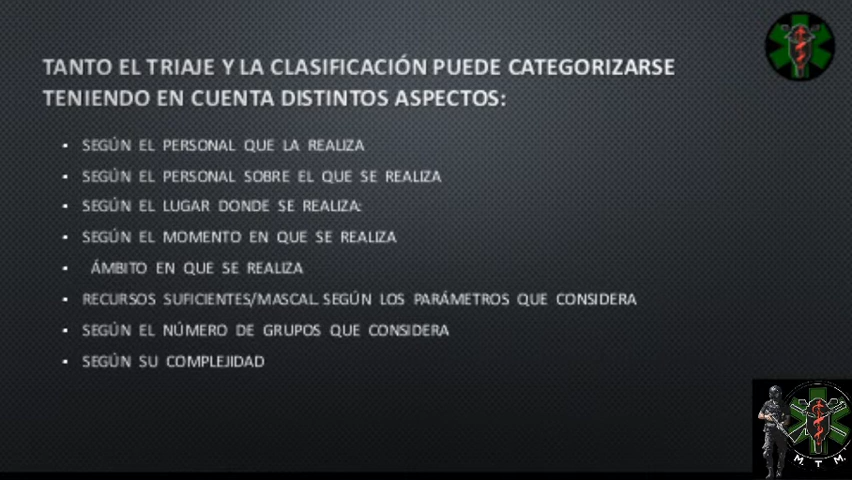 TANTO EL TRIAJE Y LA CLASIFICACIÓN PUEDE CATEGORIZARSE
TENIENDO EN CUENTA DISTINTOS ASPECTOS:
▪ SEGÚN EL PERSONAL QUE LA REALIZA
▪ SEGÚN EL PERSONAL SOBRE EL QUE SE REALIZA
▪ SEGÚN EL LUGAR DONDE SE REALIZA:
▪ SEGÚN EL MOMENTO EN QUE SE REALIZA
▪ ÁMBITO EN QUE SE REALIZA
▪ RECURSOS SUFICIENTES/MASCAL. SEGÚN LOS PARÁMETROS QUE CONSIDERA
▪ SEGÚN EL NÚMERO DE GRUPOS QUE CONSIDERA
▪ SEGÚN SU COMPLEJIDAD
M. T M.